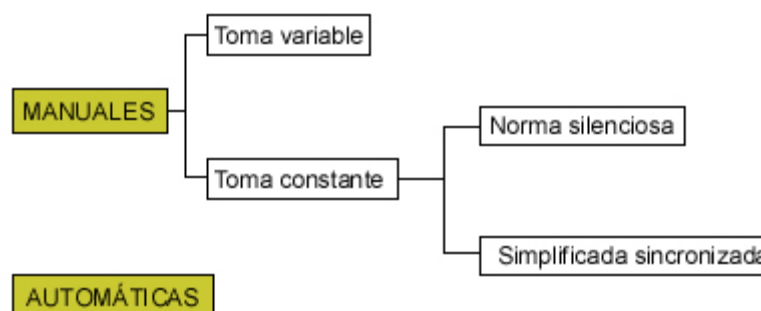 Toma variable
MANUALES
Norma silenciosa
Toma constante
Simplificada sincronizada
AUTOMÁTICAS